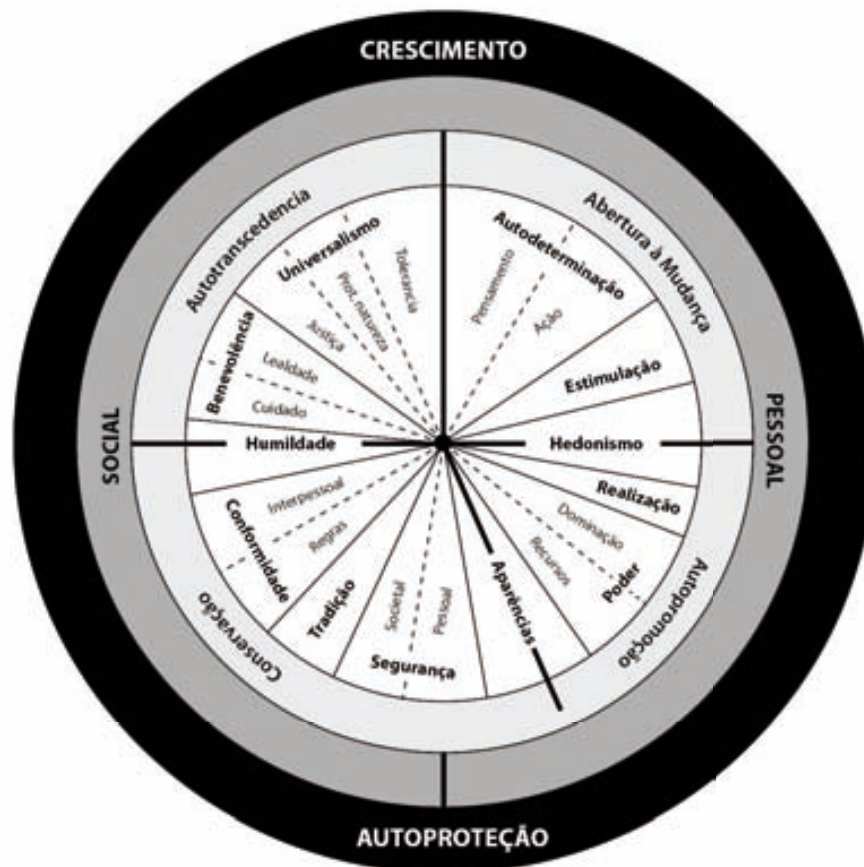 CRESCIMENTO
Autotranscedencia
Abertura à Mudança
Universalismo
Tolerancia
Prot. natureza
Justiça
Autodeterminação
Pensamento
Ação
Benevolência
Lealdade
Cuidado
Estimulação
SOCIAL
Humildade
Hedonismo
PESSOAL
Realização
Conformidade
Interpessoal
Regras
Dominação
Recursos
Poder
Tradição
Societal
Pessoal
Segurança
Aparências
Conservação
Autopromoção
AUTOPROTEÇÃO